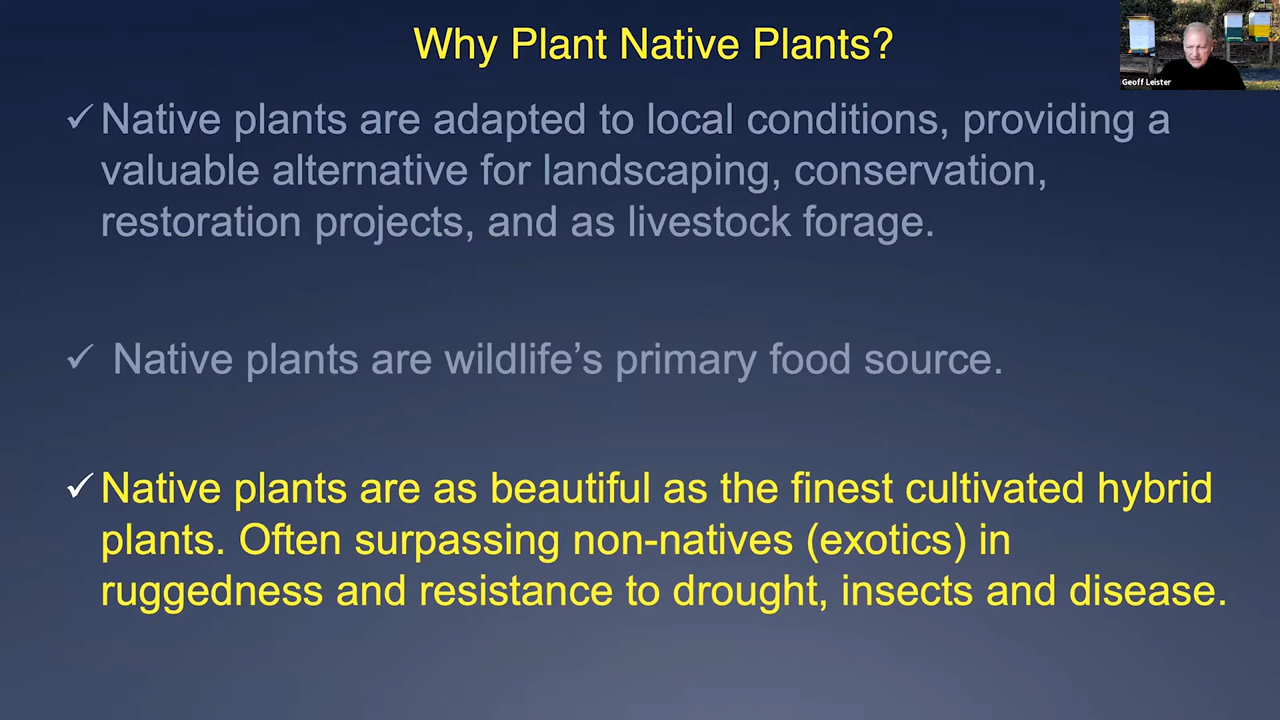 Why Plant Native Plants?
Geoff Leister
✓ Native plants are adapted to local conditions, providing a
valuable alternative for landscaping, conservation,
restoration projects, and as livestock forage.
✓ Native plants are wildlife’s primary food source.
✓ Native plants are as beautiful as the finest cultivated hybrid
plants. Often surpassing non-natives (exotics) in
ruggedness and resistance to drought, insects and disease.